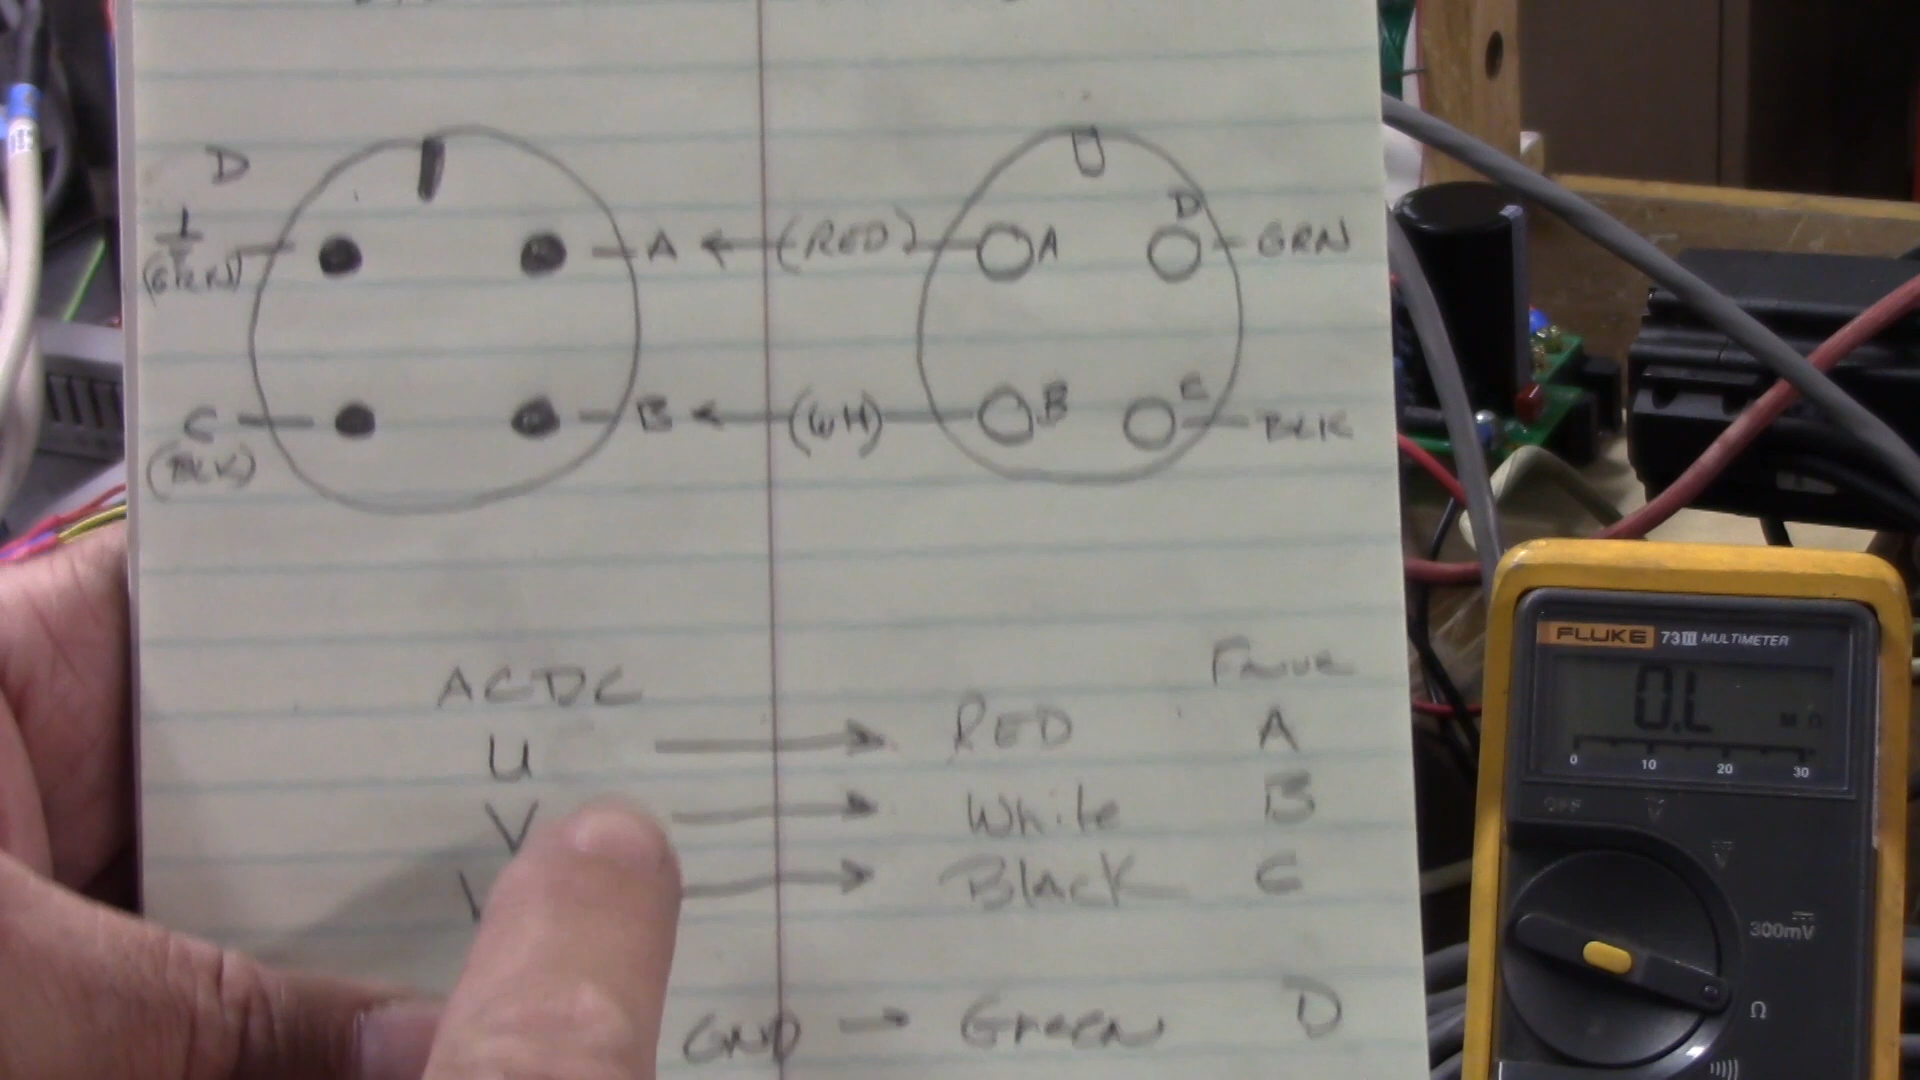 D
D
(GRN) A ← (RED) A GRN
C B ← (WH) B C BLK
(BLK)
ACDC
U → RED A
V → White B
→ Black C
GND → Green D
FLUKE 73III MULTIMETER
O.L MΩ
0 10 20 30
OFF V V
300mV
Ω